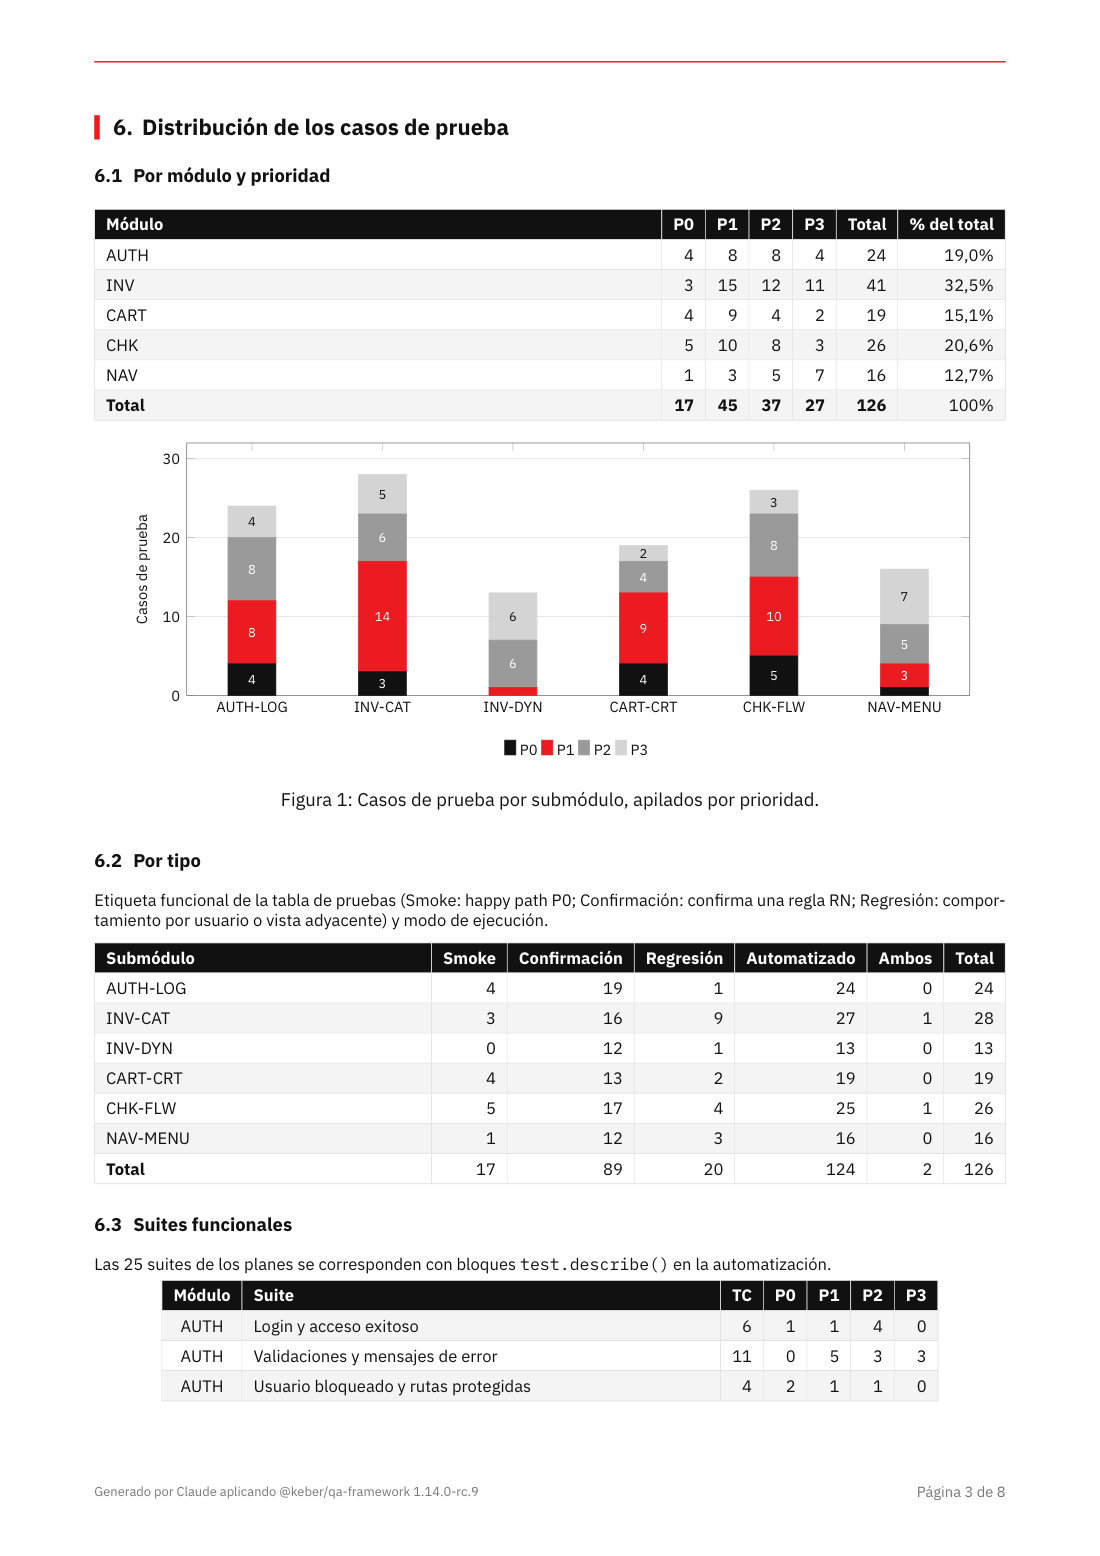 6. Distribución de los casos de prueba
6.1 Por módulo y prioridad
Módulo P0 P1 P2 P3 Total % del total
AUTH 4 8 8 4 24 19,0%
INV 3 15 12 11 41 32,5%
CART 4 9 4 2 19 15,1%
CHK 5 10 8 3 26 20,6%
NAV 1 3 5 7 16 12,7%
Total 17 45 37 27 126 100%
Casos de prueba
30
20
10
0
4 8 8 4
5 6 14 3
6 6
2 4 9 4
3 8 10 5
7 5 3
AUTH-LOG INV-CAT INV-DYN CART-CRT CHK-FLW NAV-MENU
P0 P1 P2 P3
Figura 1: Casos de prueba por submódulo, apilados por prioridad.
6.2 Por tipo
Etiqueta funcional de la tabla de pruebas (Smoke: happy path P0; Confirmación: confirma una regla RN; Regresión: compor-
tamiento por usuario o vista adyacente) y modo de ejecución.
Submódulo Smoke Confirmación Regresión Automatizado Ambos Total
AUTH-LOG 4 19 1 24 0 24
INV-CAT 3 16 9 27 1 28
INV-DYN 0 12 1 13 0 13
CART-CRT 4 13 2 19 0 19
CHK-FLW 5 17 4 25 1 26
NAV-MENU 1 12 3 16 0 16
Total 17 89 20 124 2 126
6.3 Suites funcionales
Las 25 suites de los planes se corresponden con bloques test.describe() en la automatización.
Módulo Suite TC P0 P1 P2 P3
AUTH Login y acceso exitoso 6 1 1 4 0
AUTH Validaciones y mensajes de error 11 0 5 3 3
AUTH Usuario bloqueado y rutas protegidas 4 2 1 1 0
Generado por Claude aplicando @keber/qa-framework 1.14.0-rc.9
Página 3 de 8